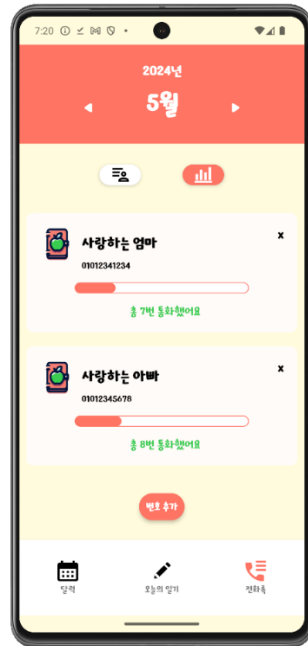 7:20
2024년
5월
사랑하는 엄마
x
01012341234
총 7번 통화했어요
사랑하는 아빠
x
01012345678
총 8번 통화했어요
번호 추가
달력
오늘의 일기
전화목